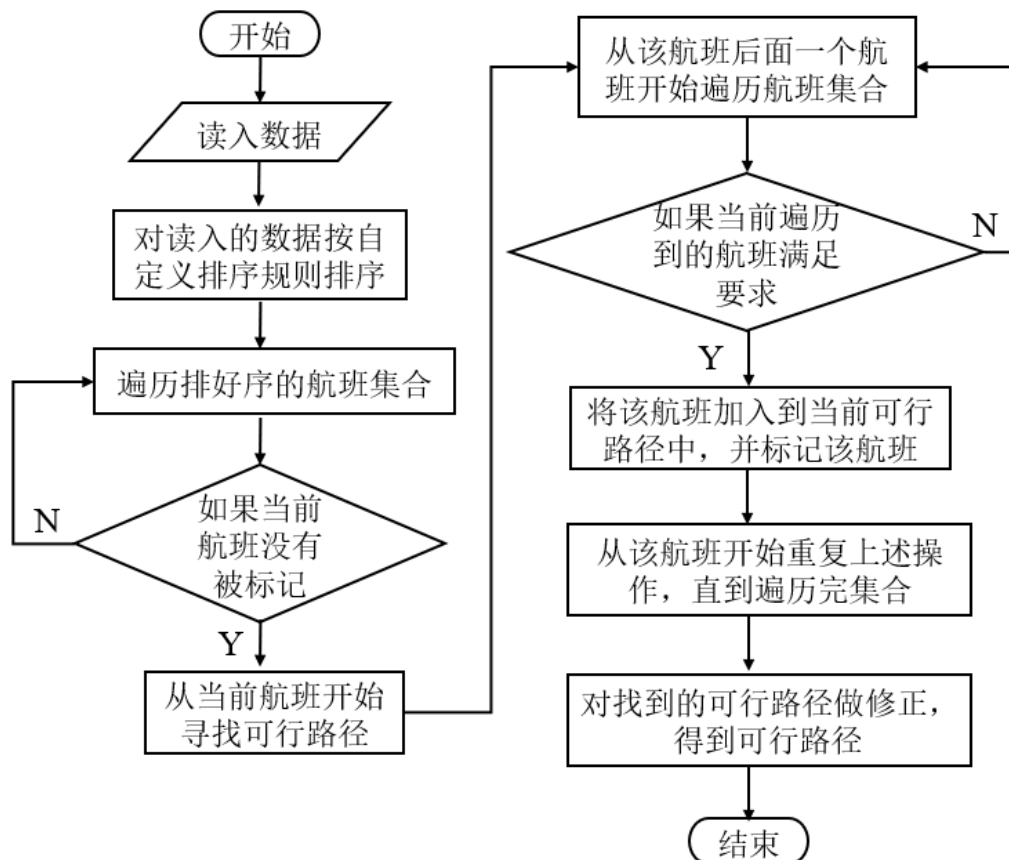 开始
读入数据
对读入的数据按自
定义排序规则排序
遍历排好序的航班集合
如果当前
航班没有
被标记
N
Y
从当前航班开始
寻找可行路径
从该航班后面一个航
班开始遍历航班集合
如果当前遍历
到的航班满足
要求
N
Y
将该航班加入到当前可行
路径中，并标记该航班
从该航班开始重复上述操
作，直到遍历完集合
对找到的可行路径做修正，
得到可行路径
结束